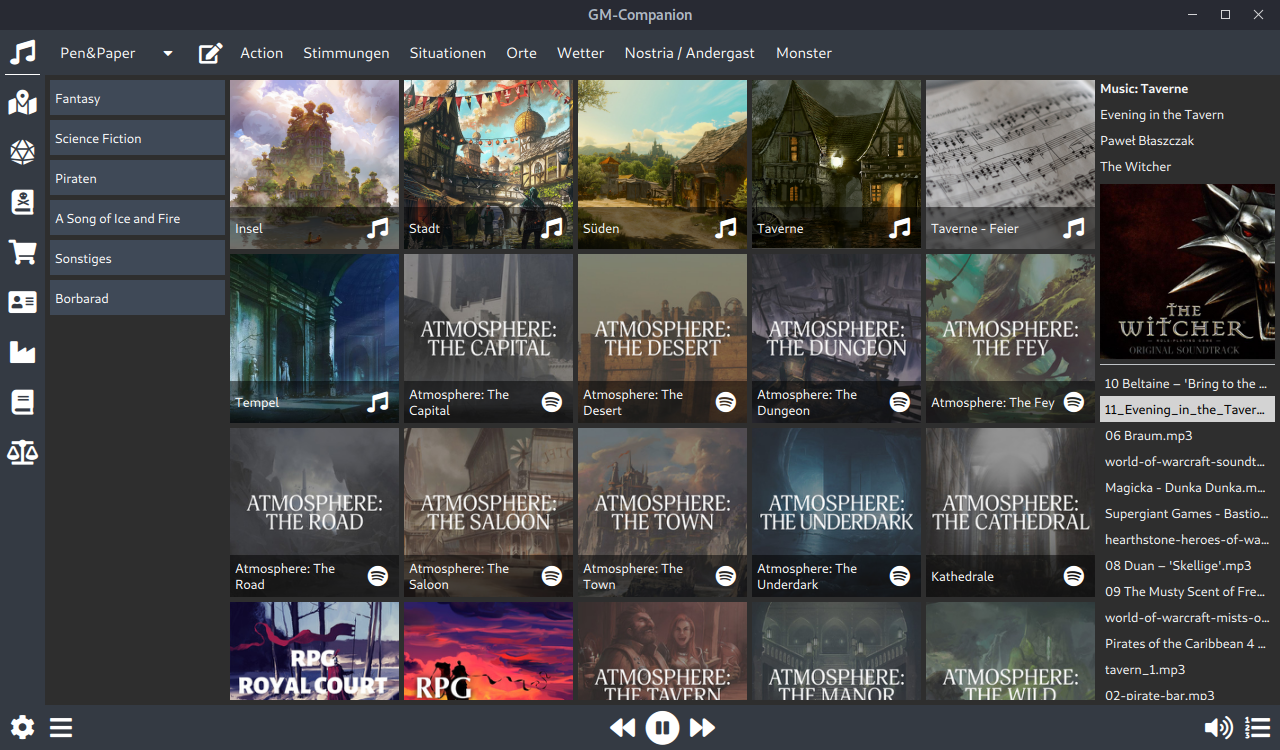 GM-Companion
Pen&Paper
Action
Stimmungen
Situationen
Orte
Wetter
Nostria / Andergast
Monster
Fantasy
Science Fiction
Piraten
A Song of Ice and Fire
Sonstiges
Borbarad
Insel
Stadt
Süden
Taverne
Taverne - Feier
Tempel
ATMOSPHERE:
THE CAPITAL
Atmosphere: The
Capital
ATMOSPHERE:
THE DESERT
Atmosphere: The
Desert
ATMOSPHERE:
THE DUNGEON
Atmosphere: The
Dungeon
ATMOSPHERE:
THE FEY
Atmosphere: The Fey
ATMOSPHERE:
THE ROAD
Atmosphere: The
Road
ATMOSPHERE:
THE SALOON
Atmosphere: The
Saloon
ATMOSPHERE:
THE TOWN
Atmosphere: The
Town
ATMOSPHERE:
THE UNDERDARK
Atmosphere: The
Underdark
ATMOSPHERE:
THE CATHEDRAL
Kathedrale
RPG
ROYAL COURT
RPG
ATMOSPHERE:
THE TAVERN
ATMOSPHERE:
THE MANOR
ATMOSPHERE:
THE WILD
Music: Taverne
Evening in the Tavern
Paweł Błaszczak
The Witcher
THE
WITCHER
ROLE-PLAYING GAME
ORIGINAL SOUNDTRACK
10 Beltaine – 'Bring to the ...
11_Evening_in_the_Taver...
06 Braum.mp3
world-of-warcraft-soundt...
Magicka - Dunka Dunka.m...
Supergiant Games - Bastio...
hearthstone-heroes-of-wa...
08 Duan – 'Skellige'.mp3
09 The Musty Scent of Fre...
world-of-warcraft-mists-o...
Pirates of the Caribbean 4 ...
tavern_1.mp3
02-pirate-bar.mp3